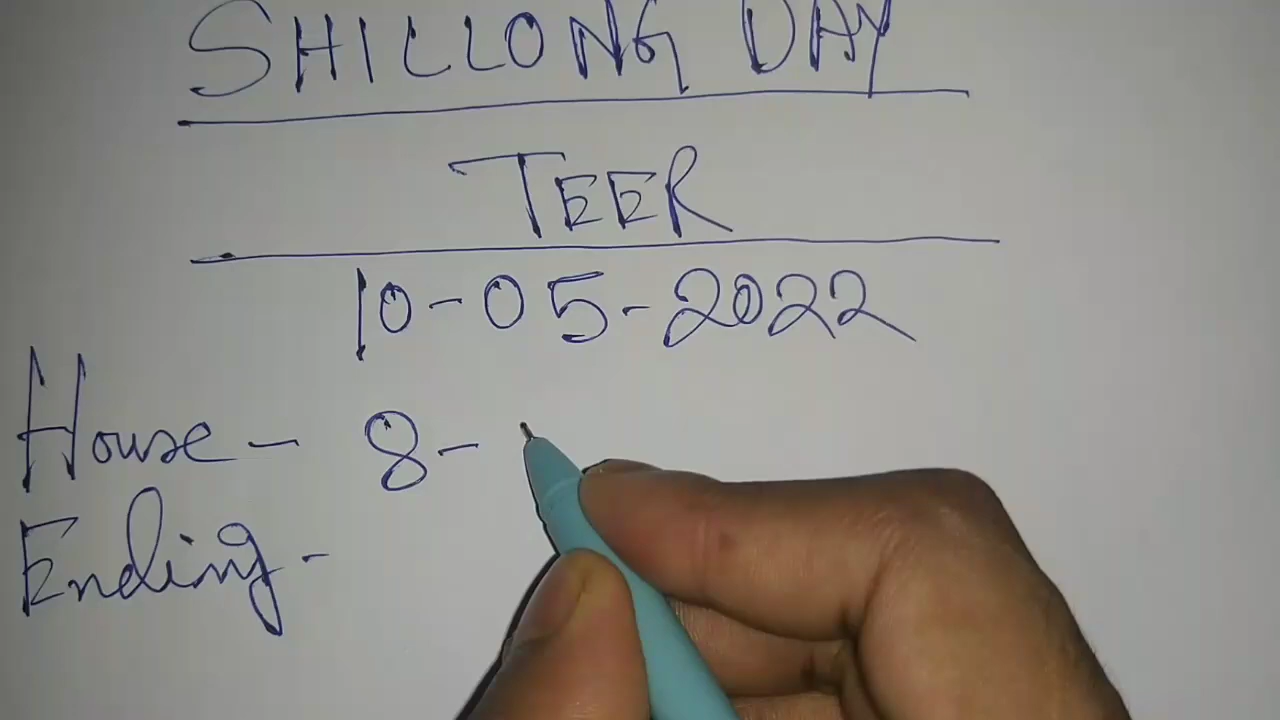 SHILLONG DAY
TEER
10-05-2022
House - 8 -
Ending -